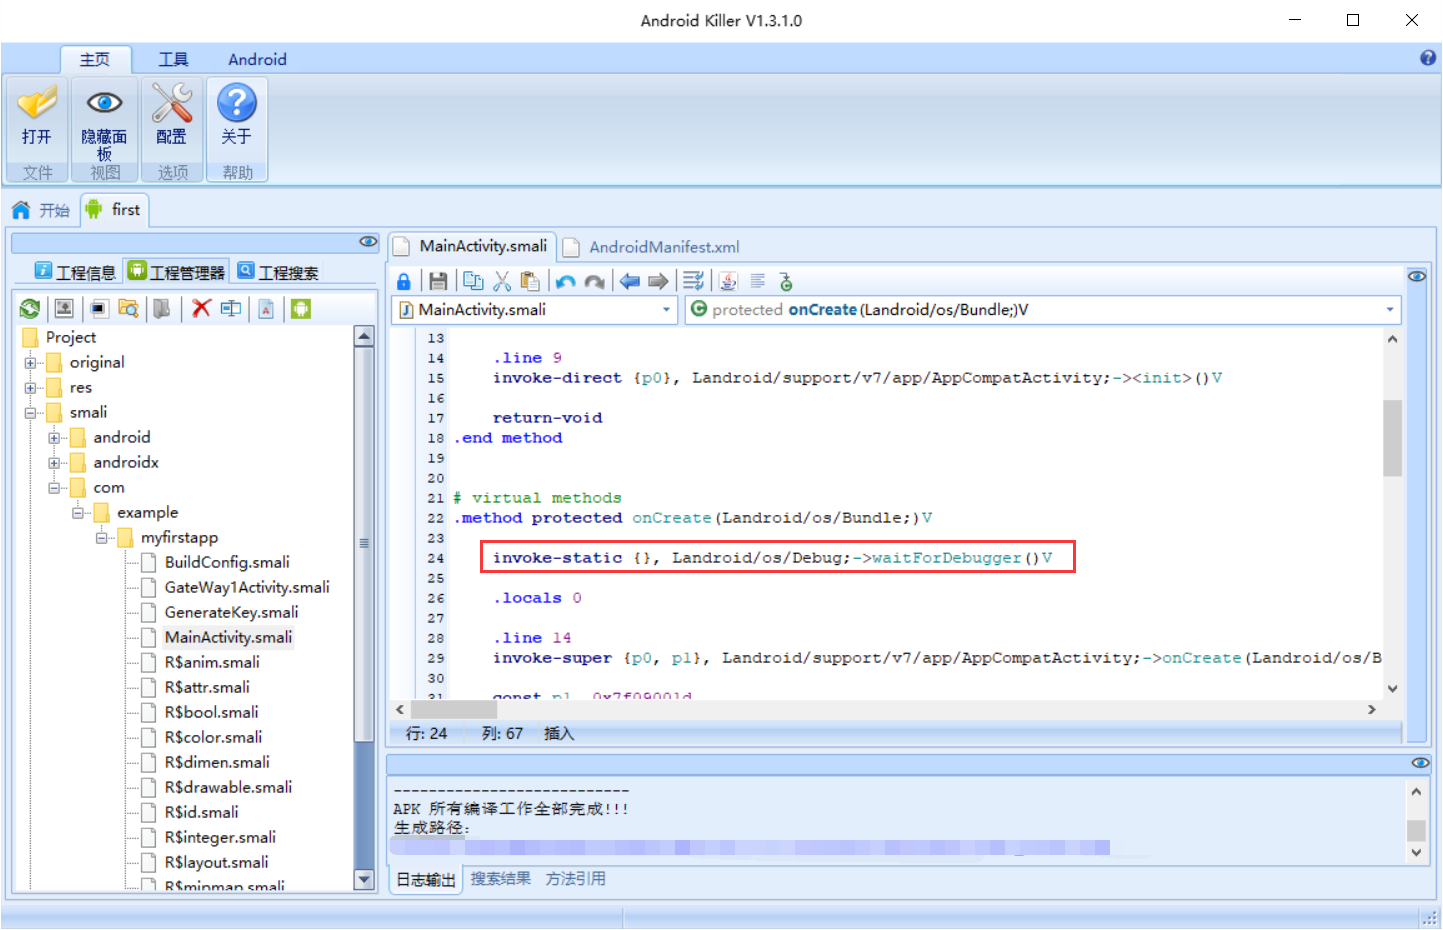 Android Killer V1.3.1.0
主页 工具 Android
打开 隐藏面板 配置 关于
文件 视图 选项 帮助
开始 first
工程信息 工程管理器 工程搜索
Project
original
res
smali
android
androidx
com
example
myfirstapp
BuildConfig.smali
GateWay1Activity.smali
GenerateKey.smali
MainActivity.smali
R$anim.smali
R$attr.smali
R$bool.smali
R$color.smali
R$dimen.smali
R$drawable.smali
R$id.smali
R$integer.smali
R$layout.smali
R$mipmap.smali
MainActivity.smali AndroidManifest.xml
MainActivity.smali protected onCreate(Landroid/os/Bundle;)V
13
14 .line 9
15 invoke-direct {p0}, Landroid/support/v7/app/AppCompatActivity;-><init>()V
16
17 return-void
18 .end method
19
20
21 # virtual methods
22 .method protected onCreate(Landroid/os/Bundle;)V
23
24 invoke-static {}, Landroid/os/Debug;->waitForDebugger()V
25
26 .locals 0
27
28 .line 14
29 invoke-super {p0, p1}, Landroid/support/v7/app/AppCompatActivity;->onCreate(Landroid/os/B
30
31 const p1, 0x7f09001d
行: 24 列: 67 插入
---------------------------
APK 所有编译工作全部完成!!!
生成路径:
日志输出 搜索结果 方法引用